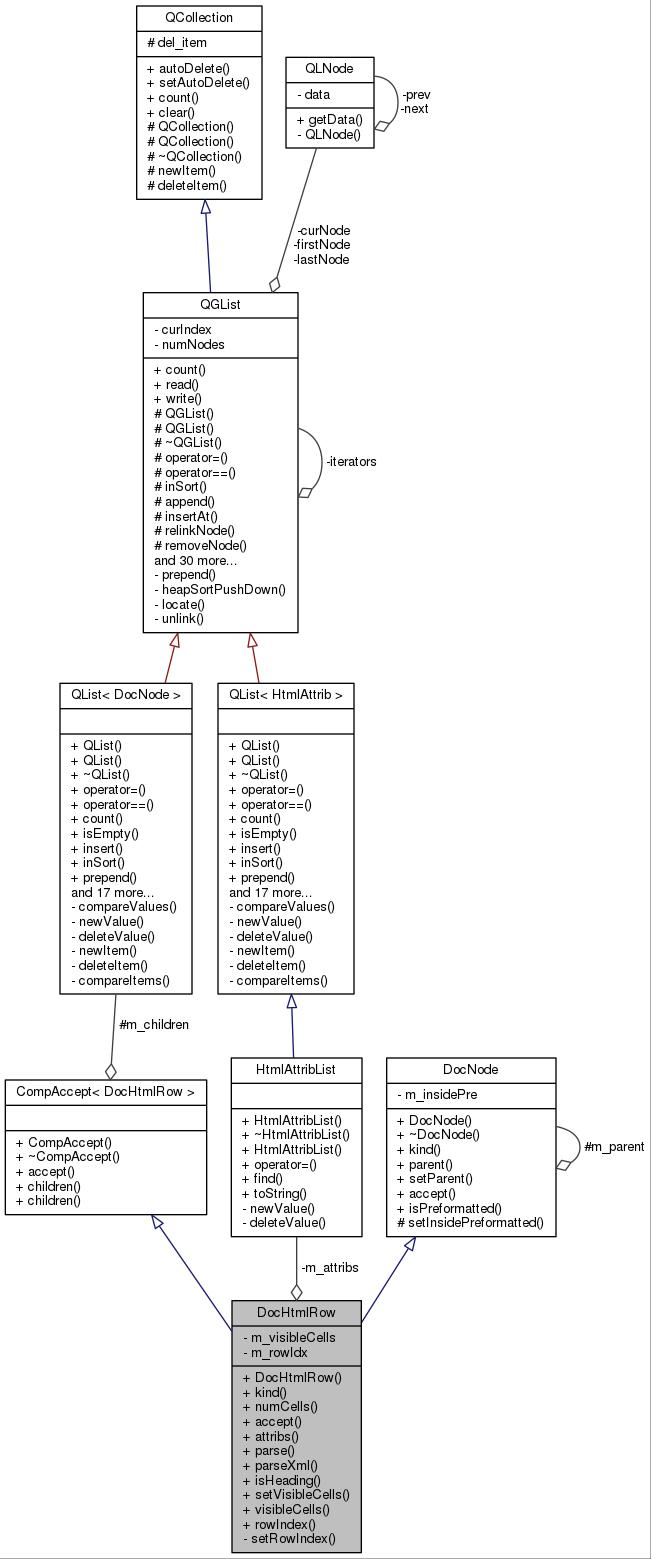 QCollection
# del_item
+ autoDelete()
+ setAutoDelete()
+ count()
+ clear()
# QCollection()
# QCollection()
# ~QCollection()
# newItem()
# deleteItem()
QLNode
- data
+ getData()
- QLNode()
-prev
-next
-curNode
-firstNode
-lastNode
QGList
- curIndex
- numNodes
+ count()
+ read()
+ write()
# QGList()
# QGList()
# ~QGList()
# operator=()
# operator==()
# inSort()
# append()
# insertAt()
# relinkNode()
# removeNode()
and 30 more...
- prepend()
- heapSortPushDown()
- locate()
- unlink()
-iterators
QList< DocNode >
+ QList()
+ QList()
+ ~QList()
+ operator=()
+ operator==()
+ count()
+ isEmpty()
+ insert()
+ inSort()
+ prepend()
and 17 more...
- compareValues()
- newValue()
- deleteValue()
- newItem()
- deleteItem()
- compareItems()
QList< HtmlAttrib >
+ QList()
+ QList()
+ ~QList()
+ operator=()
+ operator==()
+ count()
+ isEmpty()
+ insert()
+ inSort()
+ prepend()
and 17 more...
- compareValues()
- newValue()
- deleteValue()
- newItem()
- deleteItem()
- compareItems()
#m_children
CompAccept< DocHtmlRow >
+ CompAccept()
+ ~CompAccept()
+ accept()
+ children()
+ children()
HtmlAttribList
+ HtmlAttribList()
+ ~HtmlAttribList()
+ HtmlAttribList()
+ operator=()
+ find()
+ toString()
- newValue()
- deleteValue()
DocNode
- m_insidePre
+ DocNode()
+ ~DocNode()
+ kind()
+ parent()
+ setParent()
+ accept()
+ isPreformatted()
# setInsidePreformatted()
#m_parent
-m_attribs
DocHtmlRow
- m_visibleCells
- m_rowIdx
+ DocHtmlRow()
+ kind()
+ numCells()
+ accept()
+ attribs()
+ parse()
+ parseXml()
+ isHeading()
+ setVisibleCells()
+ visibleCells()
+ rowIndex()
- setRowIndex()